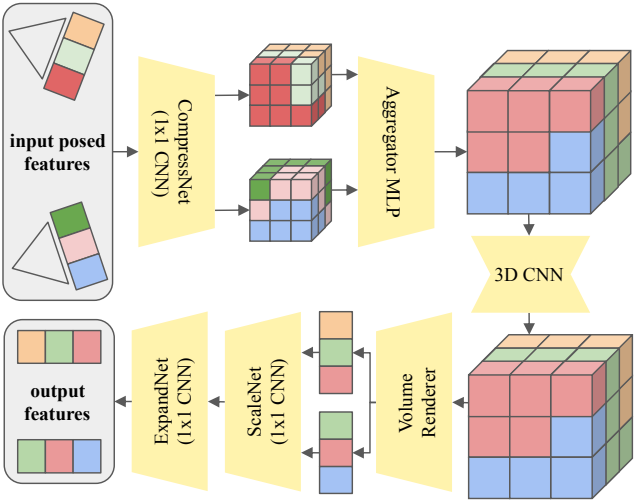 input posed
features
CompressNet
(1x1 CNN)
Aggregator MLP
3D CNN
Volume
Renderer
ScaleNet
(1x1 CNN)
ExpandNet
(1x1 CNN)
output
features